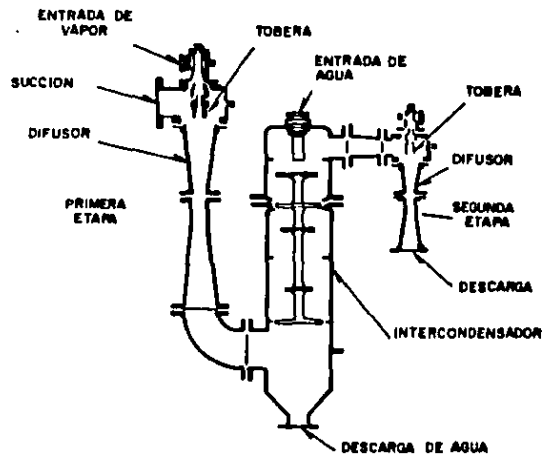 ENTRADA DE
VAPOR
TOBERA
SUCCION
DIFUSOR
PRIMERA
ETAPA
ENTRADA DE
AGUA
TOBERA
DIFUSOR
SEGUNDA
ETAPA
DESCARGA
INTERCONDENSADOR
DESCARGA DE AGUA